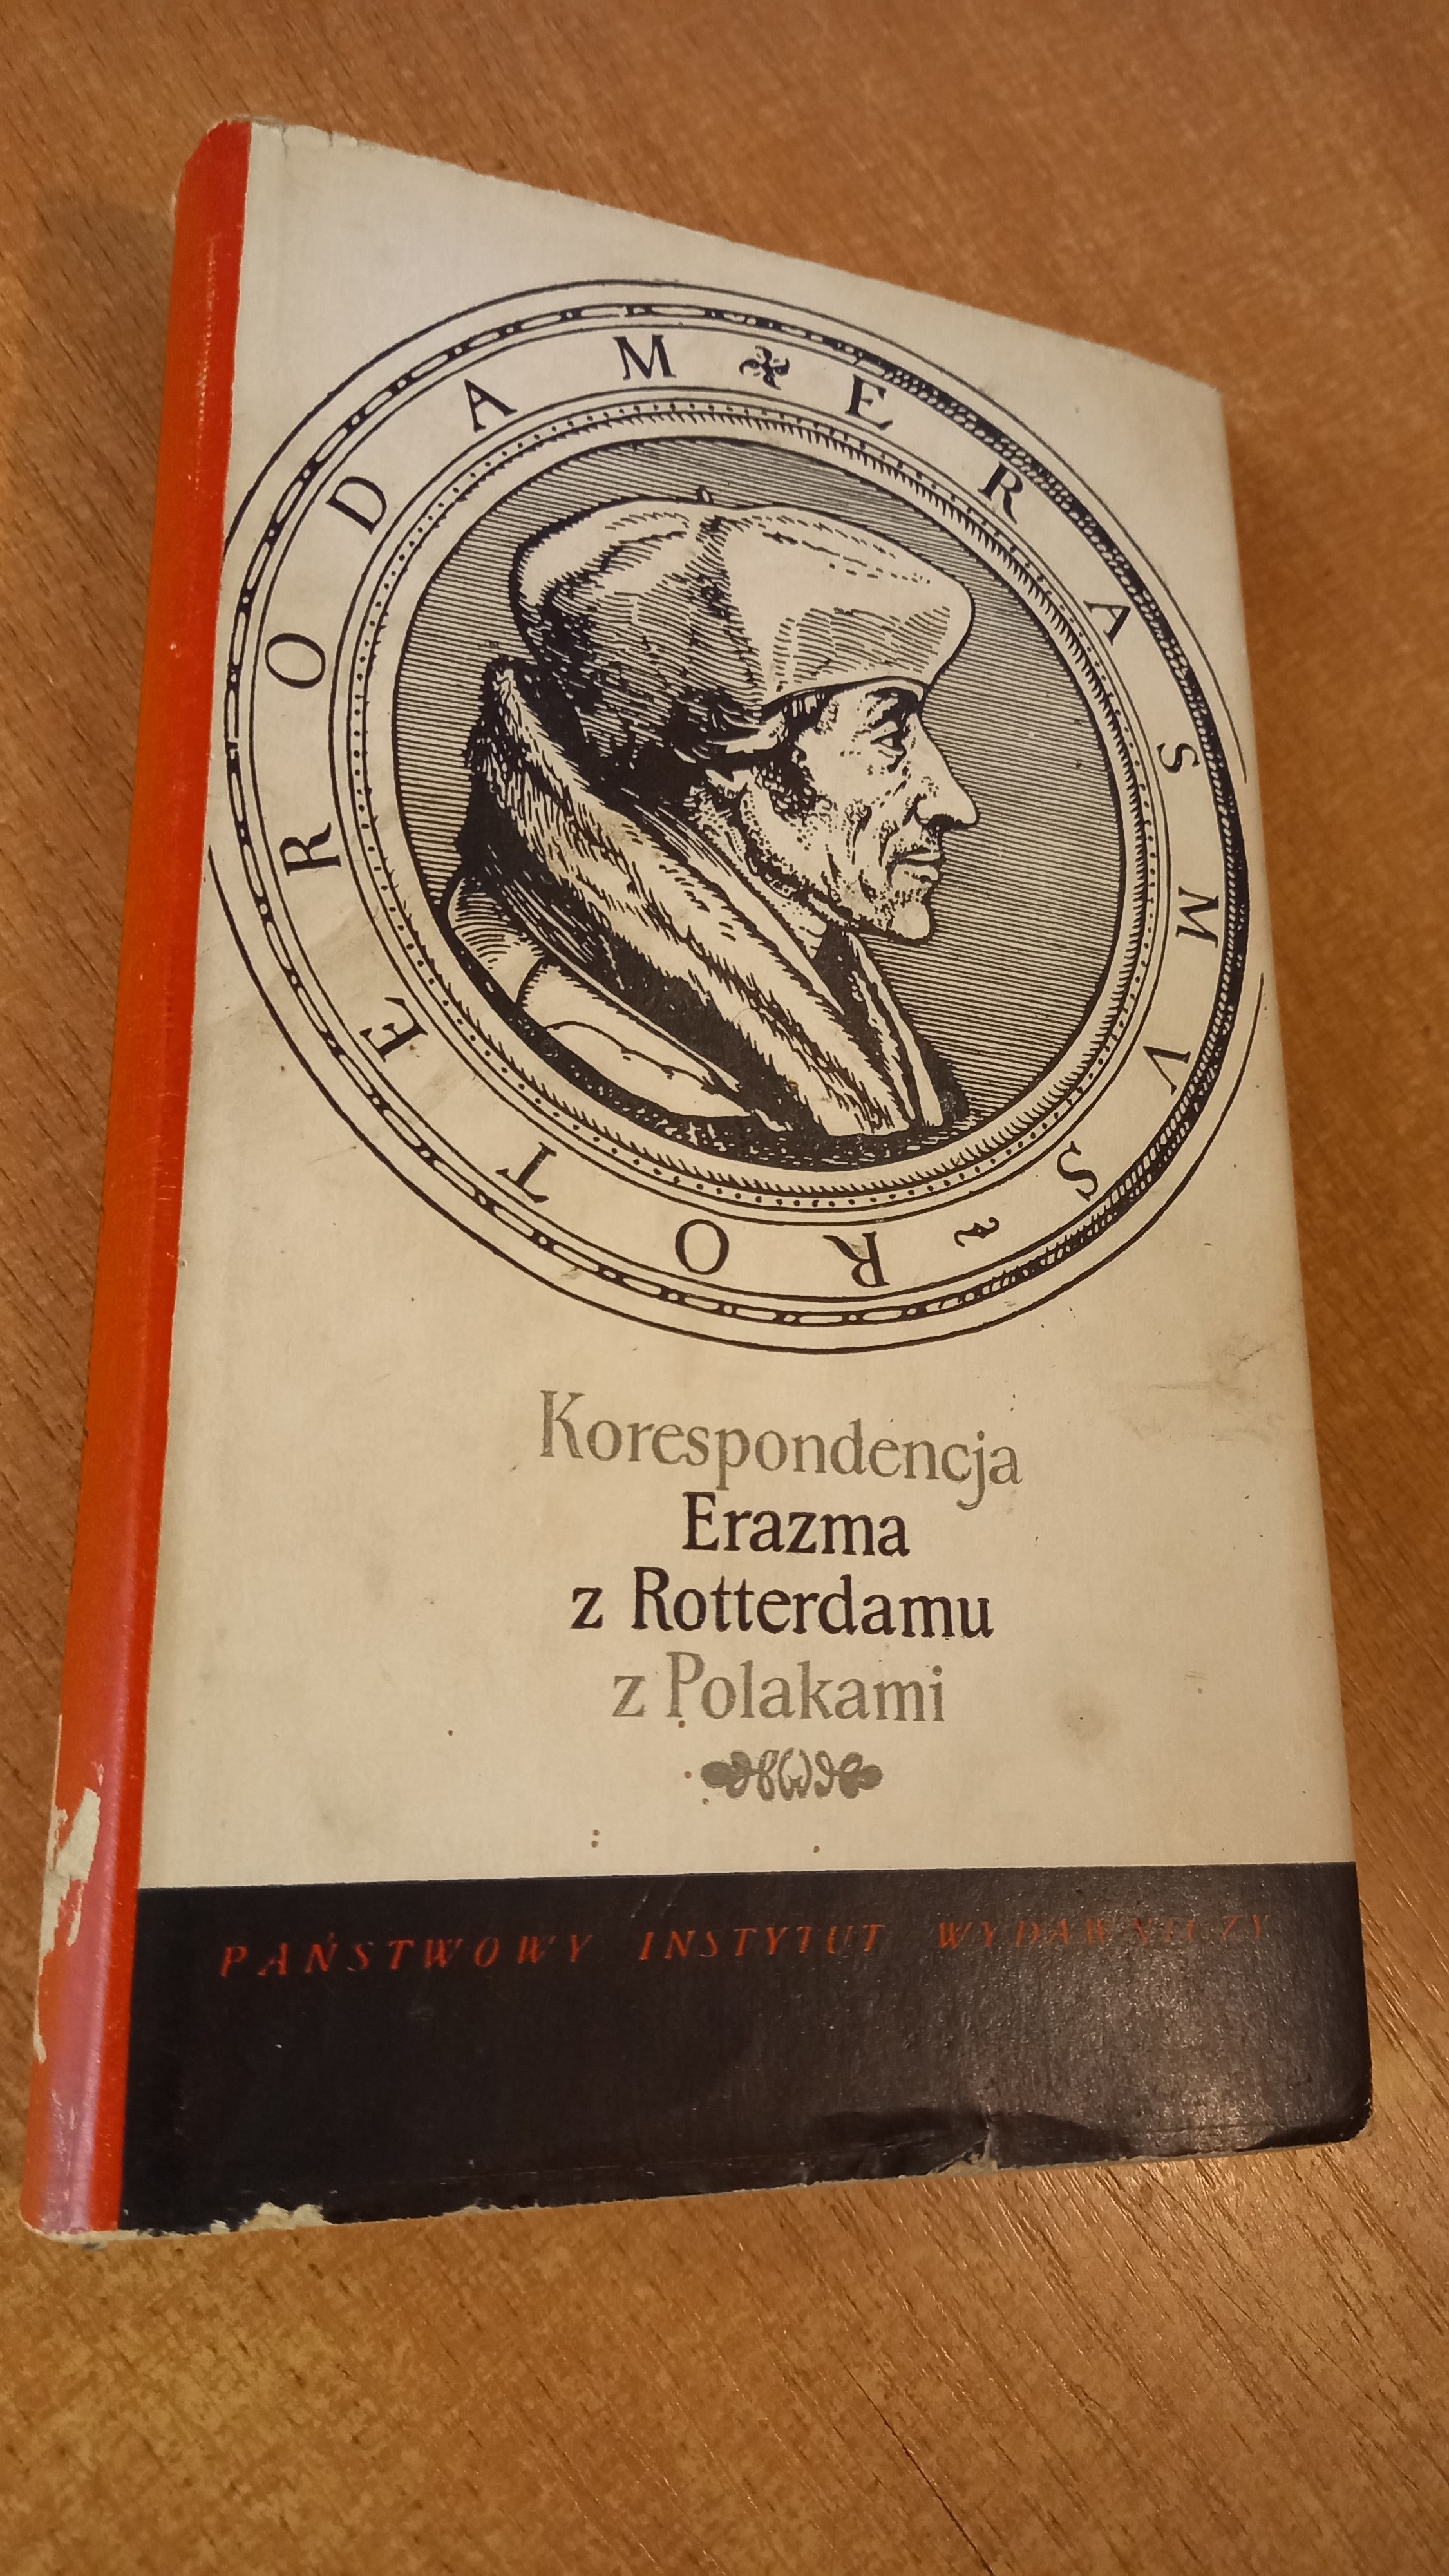 ERASMVS ROTERODAM
Korespondencja
Erazma
z Rotterdamu
z Polakami
PAŃSTWOWY INSTYTUT WYDAWNICZY